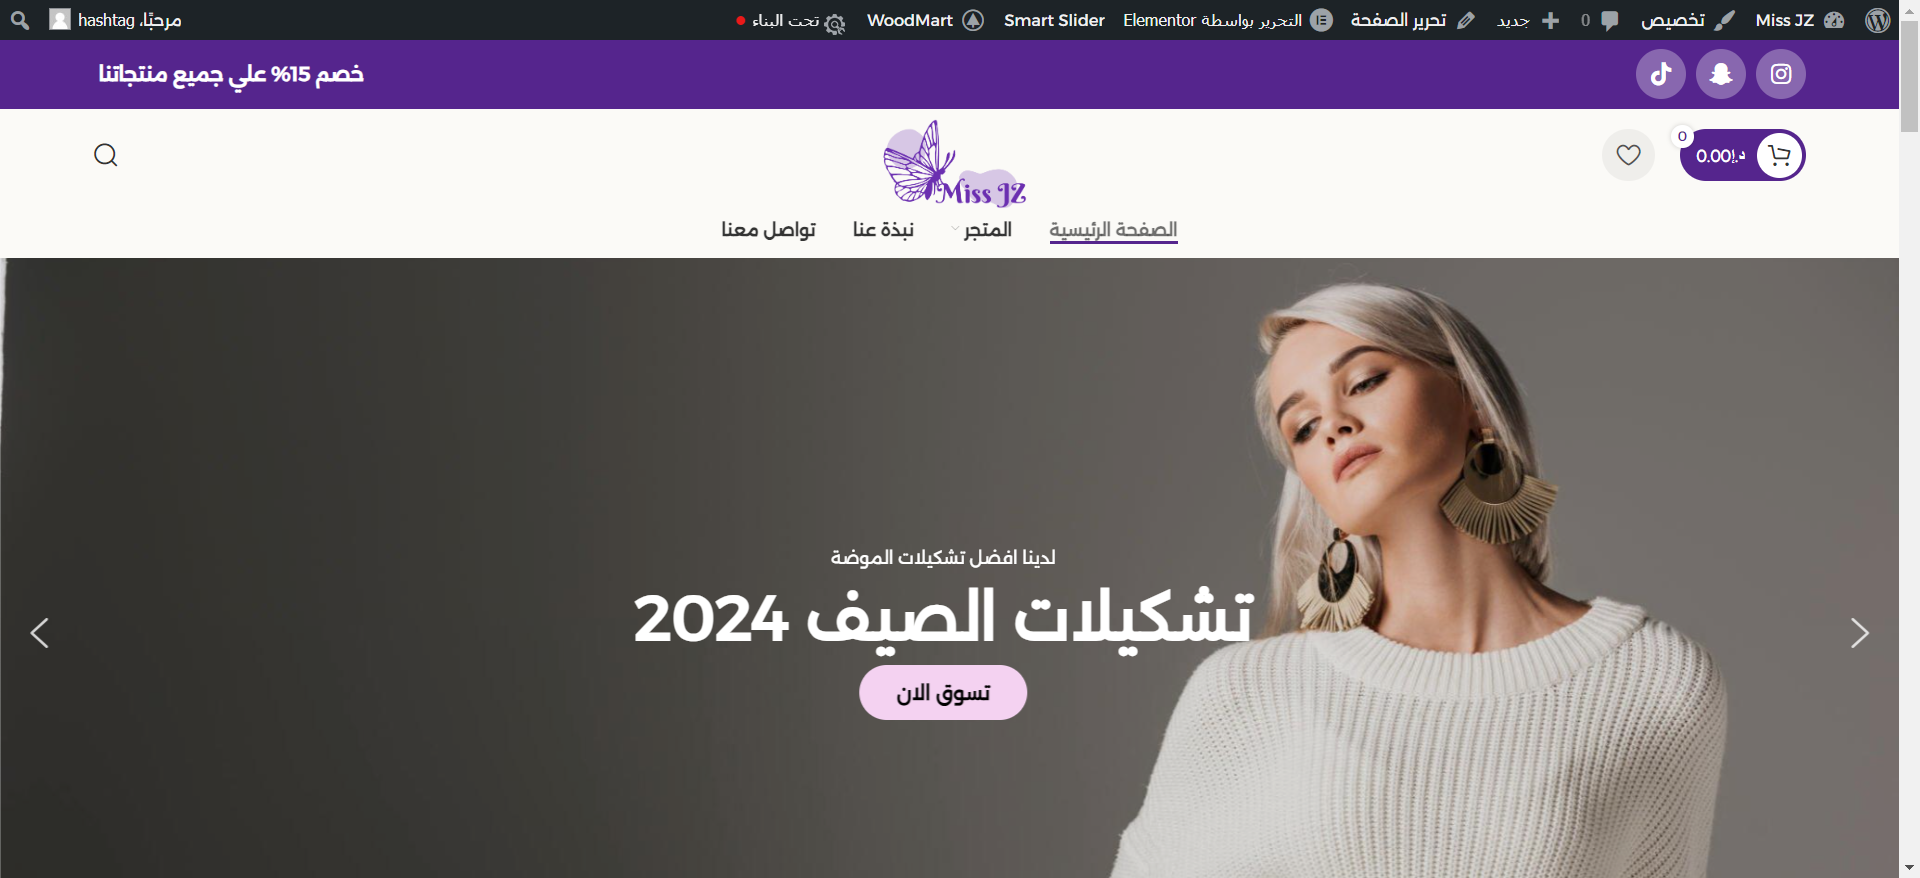 Miss JZ
تخصيص
0
جديد
تحرير الصفحة
التحرير بواسطة Elementor
Smart Slider
WoodMart
تحت البناء
مرحبًا، hashtag
خصم 15% علي جميع منتجاتنا
0
0.00د.إ
Miss JZ
الصفحة الرئيسية
المتجر
نبذة عنا
تواصل معنا
لدينا افضل تشكيلات الموضة
تشكيلات الصيف 2024
تسوق الان